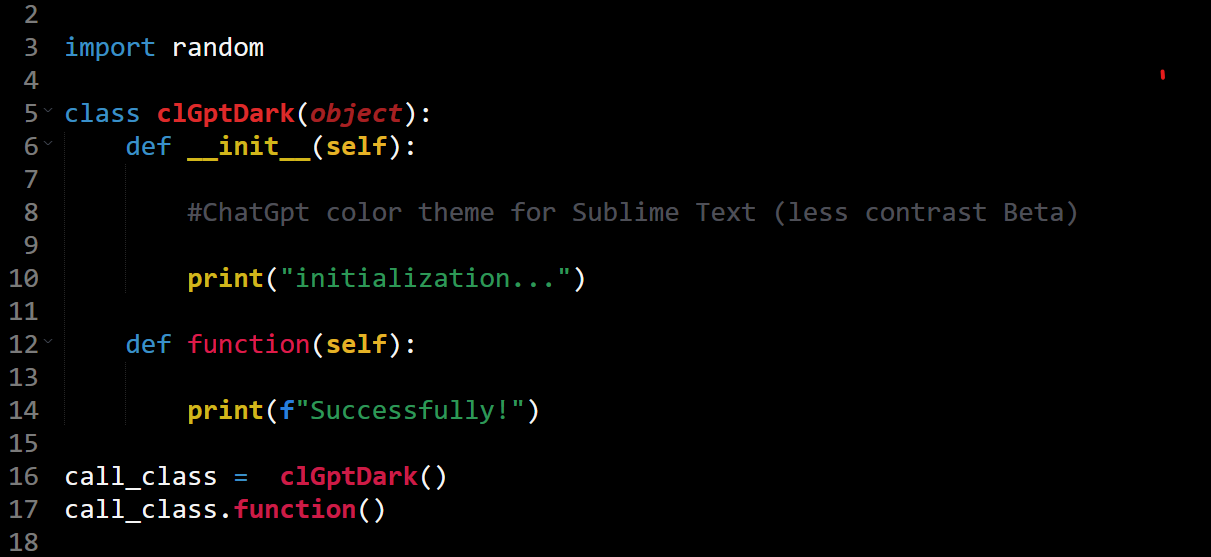 2
3 import random
4
5 class clGptDark(object):
6     def __init__(self):
7
8         #ChatGpt color theme for Sublime Text (less contrast Beta)
9
10         print("initialization...")
11
12     def function(self):
13
14         print(f"Successfully!")
15
16 call_class =  clGptDark()
17 call_class.function()
18